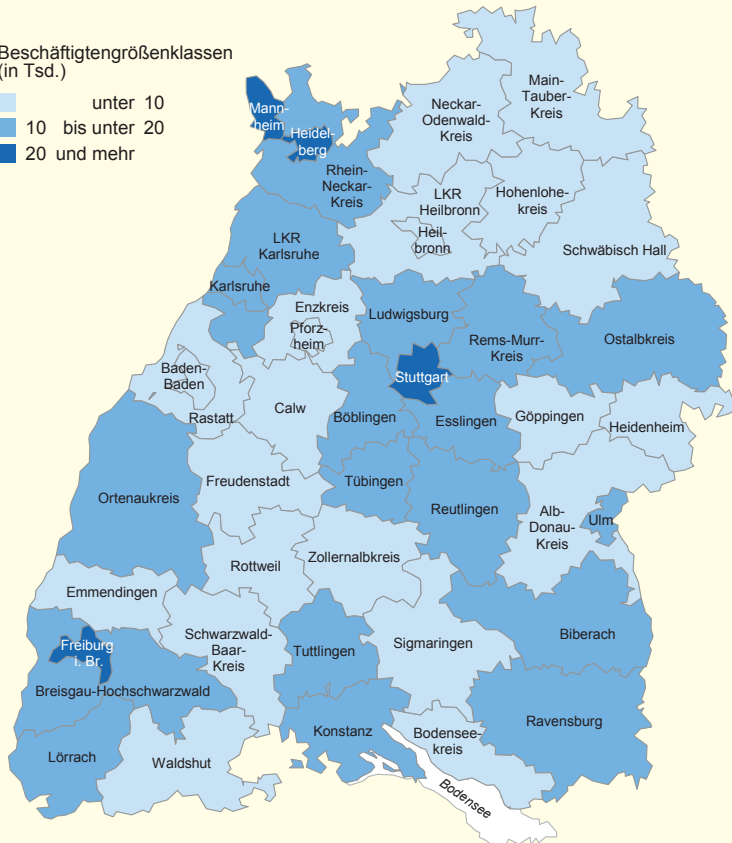 Beschäftigtengrößenklassen
(in Tsd.)
unter 10
10 bis unter 20
20 und mehr
Main-
Tauber-
Kreis
Neckar-
Odenwald-
Kreis
Mann-
heim
Heidel-
berg
Rhein-
Neckar-
Kreis
LKR
Heilbronn
Hohenlohe-
kreis
Heil-
bronn
LKR
Karlsruhe
Schwäbisch Hall
Karlsruhe
Enzkreis
Pforz-
heim
Ludwigsburg
Rems-Murr-
Kreis
Ostalbkreis
Baden-
Baden
Stuttgart
Rastatt
Calw
Böblingen
Esslingen
Göppingen
Heidenheim
Ortenaukreis
Freudenstadt
Tübingen
Reutlingen
Alb-
Donau-
Kreis
Ulm
Rottweil
Zollernalbkreis
Emmendingen
Freiburg
i. Br.
Schwarzwald-
Baar-
Kreis
Tuttlingen
Sigmaringen
Biberach
Breisgau-Hochschwarzwald
Konstanz
Bodensee-
kreis
Ravensburg
Lörrach
Waldshut
Bodensee